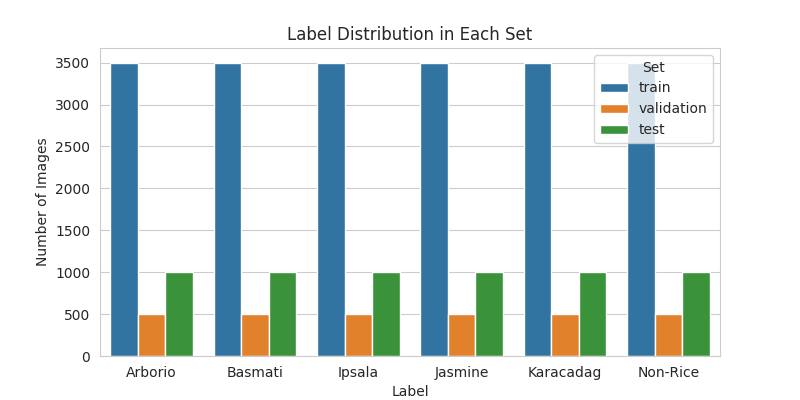 Label Distribution in Each Set
Number of Images
3500
3000
2500
2000
1500
1000
500
0
Set
train
validation
test
Arborio
Basmati
Ipsala
Jasmine
Karacadag
Non-Rice
Label